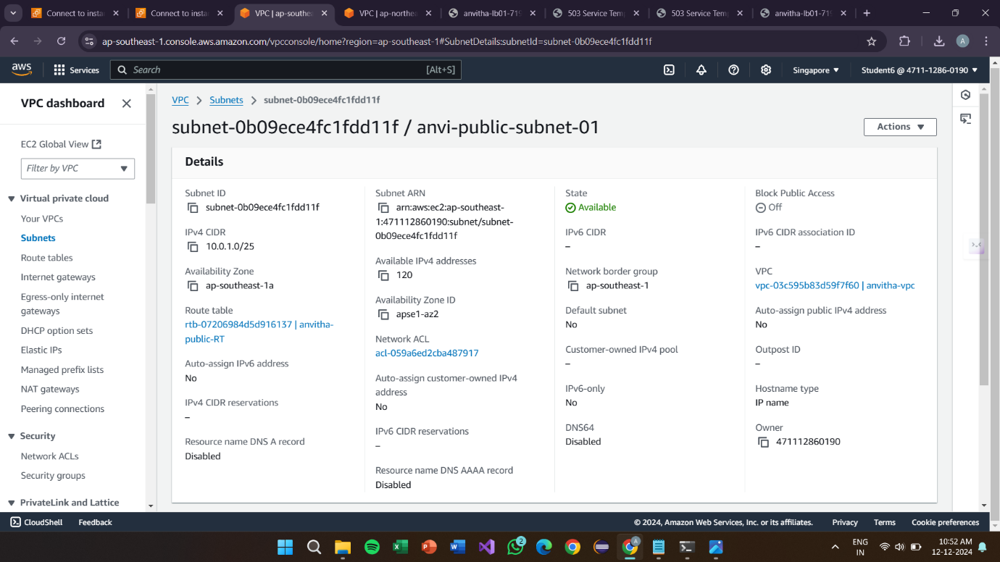 Connect to insta
Connect to insta
VPC | ap-southea
VPC | ap-northea
anvitha-lb01-719
503 Service Tem
503 Service Tem
anvitha-lb01-719
ap-southeast-1.console.aws.amazon.com/vpcconsole/home?region=ap-southeast-1#SubnetDetails:subnetId=subnet-0b09ece4fc1fdd11f
A
aws
Services
Search
[Alt+S]
Singapore
Student6 @ 4711-1286-0190
VPC dashboard
EC2 Global View
Filter by VPC
Virtual private cloud
Your VPCs
Subnets
Route tables
Internet gateways
Egress-only internet
gateways
DHCP option sets
Elastic IPs
Managed prefix lists
NAT gateways
Peering connections
Security
Network ACLs
Security groups
PrivateLink and Lattice
VPC > Subnets > subnet-0b09ece4fc1fdd11f
subnet-0b09ece4fc1fdd11f / anvi-public-subnet-01
Actions
Details
Subnet ID
subnet-0b09ece4fc1fdd11f
IPv4 CIDR
10.0.1.0/25
Availability Zone
ap-southeast-1a
Route table
rtb-07206984d5d916137 | anvitha-
public-RT
Auto-assign IPv6 address
No
IPv4 CIDR reservations
–
Resource name DNS A record
Disabled
Subnet ARN
arn:aws:ec2:ap-southeast-
1:471112860190:subnet/subnet-
0b09ece4fc1fdd11f
Available IPv4 addresses
120
Availability Zone ID
apse1-az2
Network ACL
acl-059a6ed2cba487917
Auto-assign customer-owned IPv4
address
No
IPv6 CIDR reservations
–
Resource name DNS AAAA record
Disabled
State
Available
IPv6 CIDR
–
Network border group
ap-southeast-1
Default subnet
No
Customer-owned IPv4 pool
–
IPv6-only
No
DNS64
Disabled
Block Public Access
Off
IPv6 CIDR association ID
–
VPC
vpc-03c595b83d59f7f60 | anvitha-vpc
Auto-assign public IPv4 address
No
Outpost ID
–
Hostname type
IP name
Owner
471112860190
CloudShell
Feedback
© 2024, Amazon Web Services, Inc. or its affiliates.
Privacy
Terms
Cookie preferences
2
A
ENG
IN
10:52 AM
12-12-2024